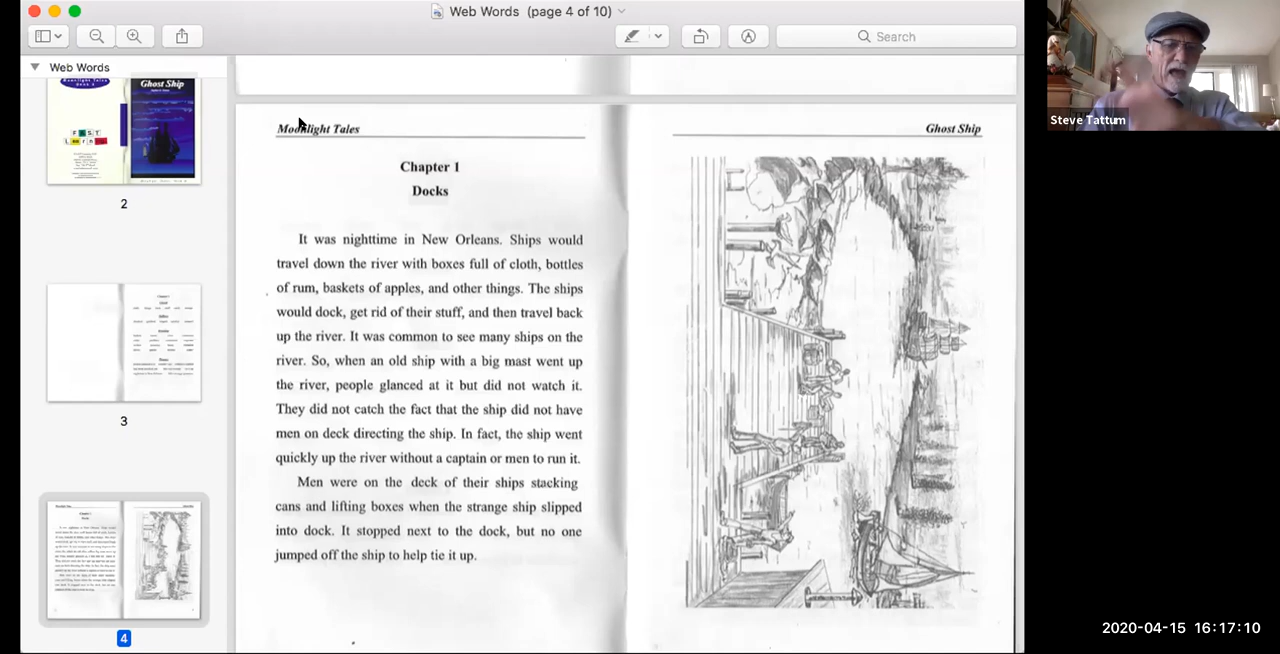 Web Words (page 4 of 10)
Search
Web Words
Ghost Ship
2
3
4
Moonlight Tales
Ghost Ship
Chapter 1
Docks
It was nighttime in New Orleans. Ships would
travel down the river with boxes full of cloth, bottles
of rum, baskets of apples, and other things. The ships
would dock, get rid of their stuff, and then travel back
up the river. It was common to see many ships on the
river. So, when an old ship with a big mast went up
the river, people glanced at it but did not watch it.
They did not catch the fact that the ship did not have
men on deck directing the ship. In fact, the ship went
quickly up the river without a captain or men to run it.
Men were on the deck of their ships stacking
cans and lifting boxes when the strange ship slipped
into dock. It stopped next to the dock, but no one
jumped off the ship to help tie it up.
Steve Tattum
2020-04-15 16:17:10